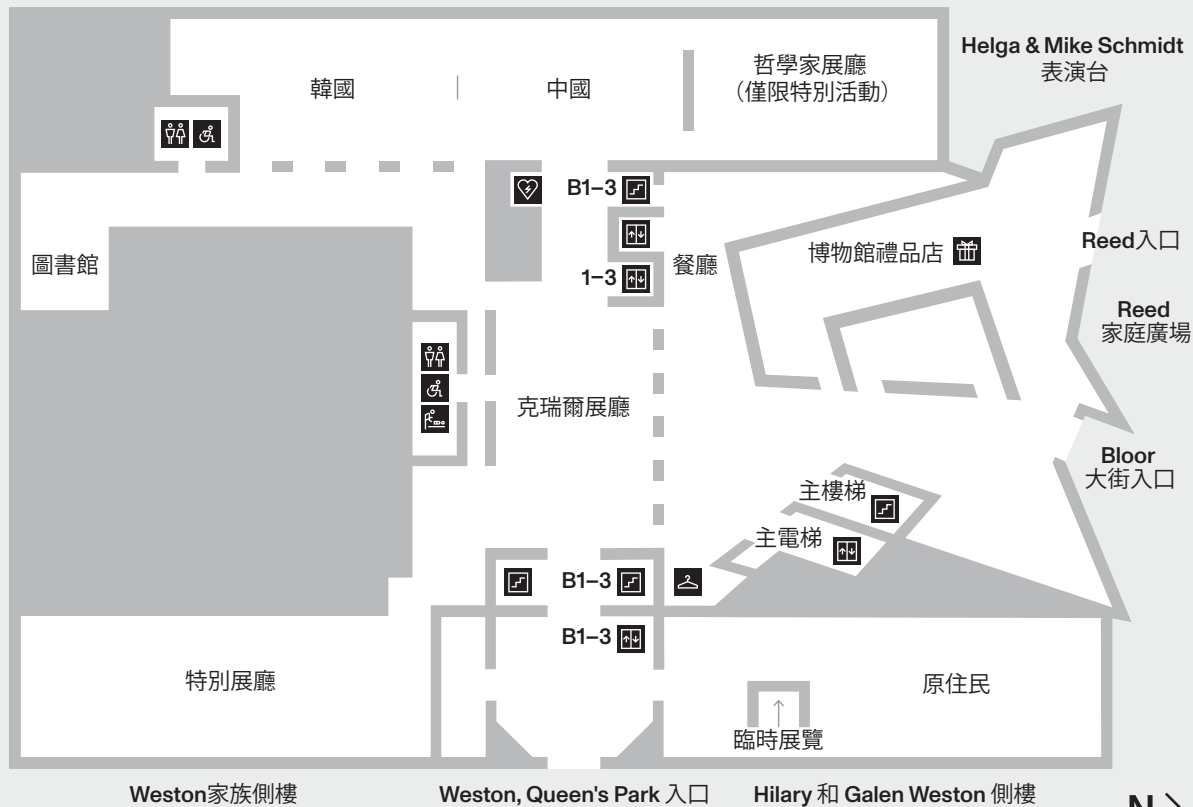 Helga & Mike Schmidt
表演台
哲學家展廳
（僅限特別活動）
韓國
中國
B1–3
Reed入口
圖書館
餐廳
博物館禮品店
1–3
Reed
家庭廣場
克瑞爾展廳
Bloor
大街入口
主樓梯
主電梯
B1–3
B1–3
特別展廳
原住民
臨時展覽
Weston家族側樓
Weston, Queen's Park 入口
Hilary 和 Galen Weston 側樓
N